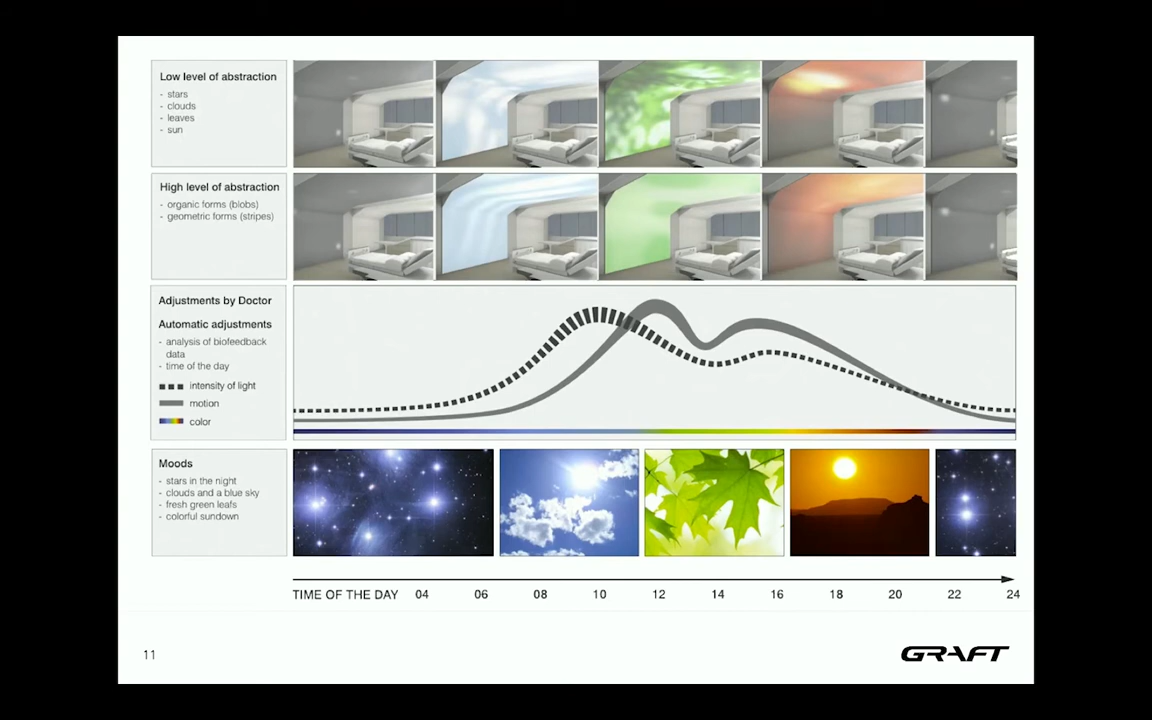 Low level of abstraction
- stars
- clouds
- leaves
- sun
High level of abstraction
- organic forms (blobs)
- geometric forms (stripes)
Adjustments by Doctor
Automatic adjustments
- analysis of biofeedback
data
- time of the day
intensity of light
motion
color
Moods
- stars in the night
- clouds and a blue sky
- fresh green leafs
- colorful sundown
TIME OF THE DAY 04 06 08 10 12 14 16 18 20 22 24
11
GRAFT